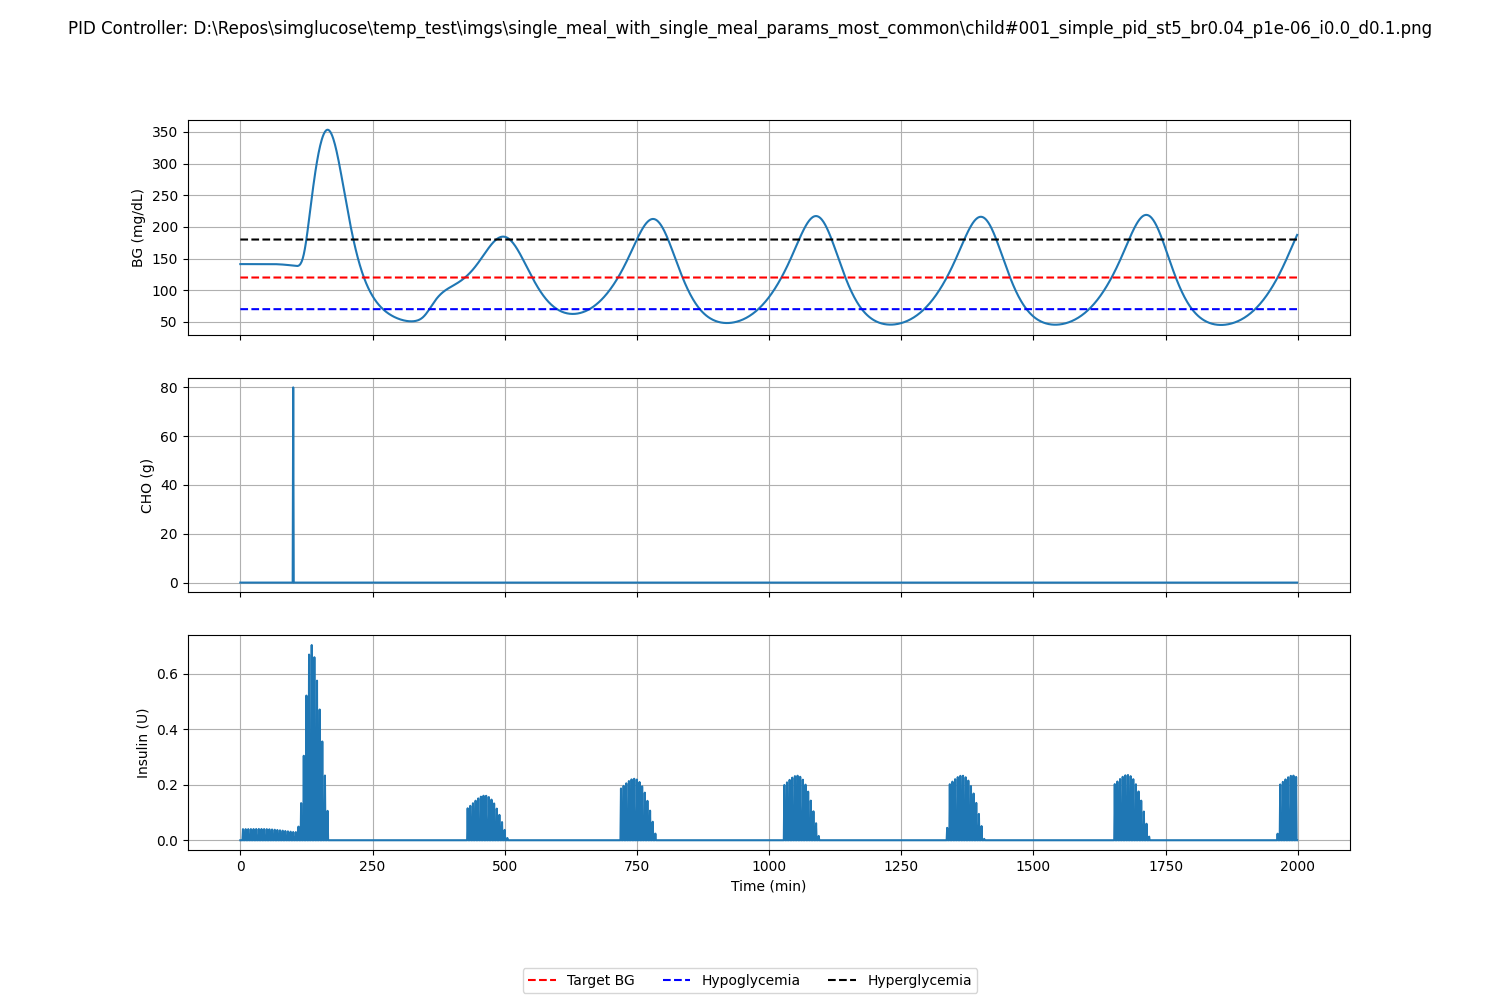 PID Controller: D:\Repos\simglucose\temp_test\imgs\single_meal_with_single_meal_params_most_common\child#001_simple_pid_st5_br0.04_p1e-06_i0.0_d0.1.png
BG (mg/dL)
350
300
250
200
150
100
50
CHO (g)
80
60
40
20
0
Insulin (U)
0.6
0.4
0.2
0.0
0 250 500 750 1000 1250 1500 1750 2000
Time (min)
Target BG Hypoglycemia Hyperglycemia